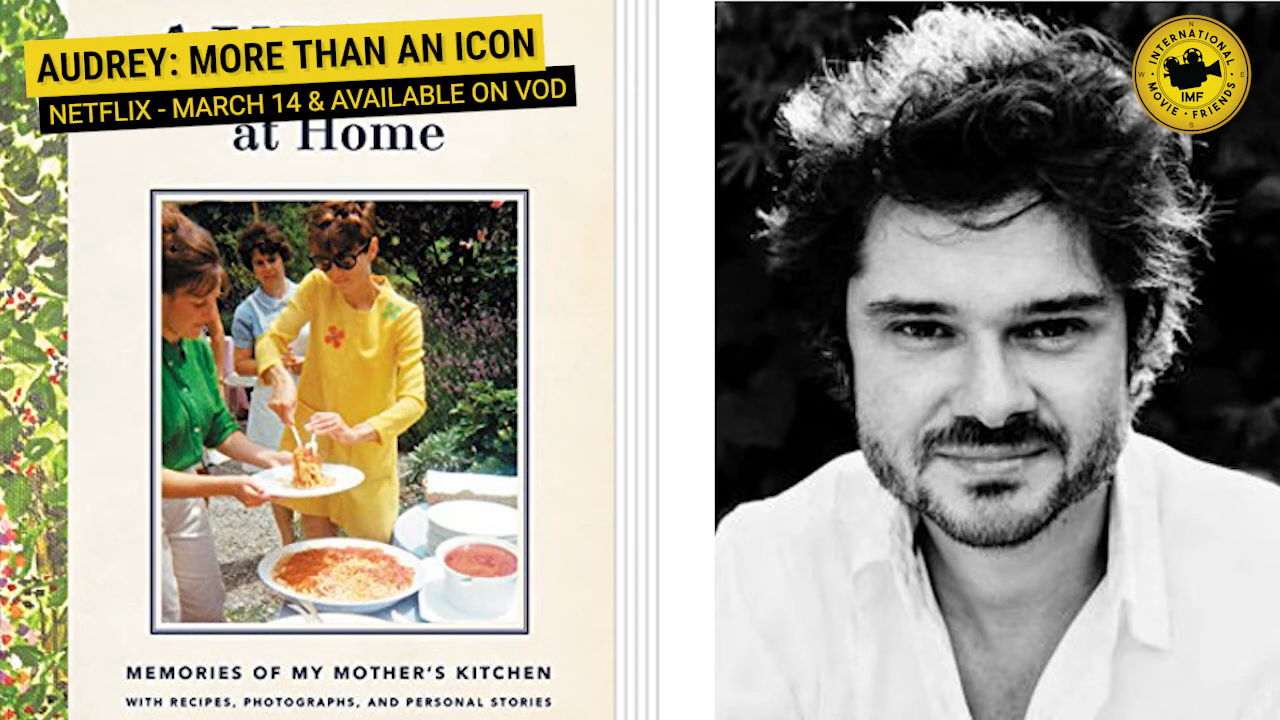 AUDREY: MORE THAN AN ICON
NETFLIX - MARCH 14 & AVAILABLE ON VOD
at Home
MEMORIES OF MY MOTHER'S KITCHEN
WITH RECIPES, PHOTOGRAPHS, AND PERSONAL STORIES
N
INTERNATIONAL
W
E
IMF
MOVIE • FRIENDS
S